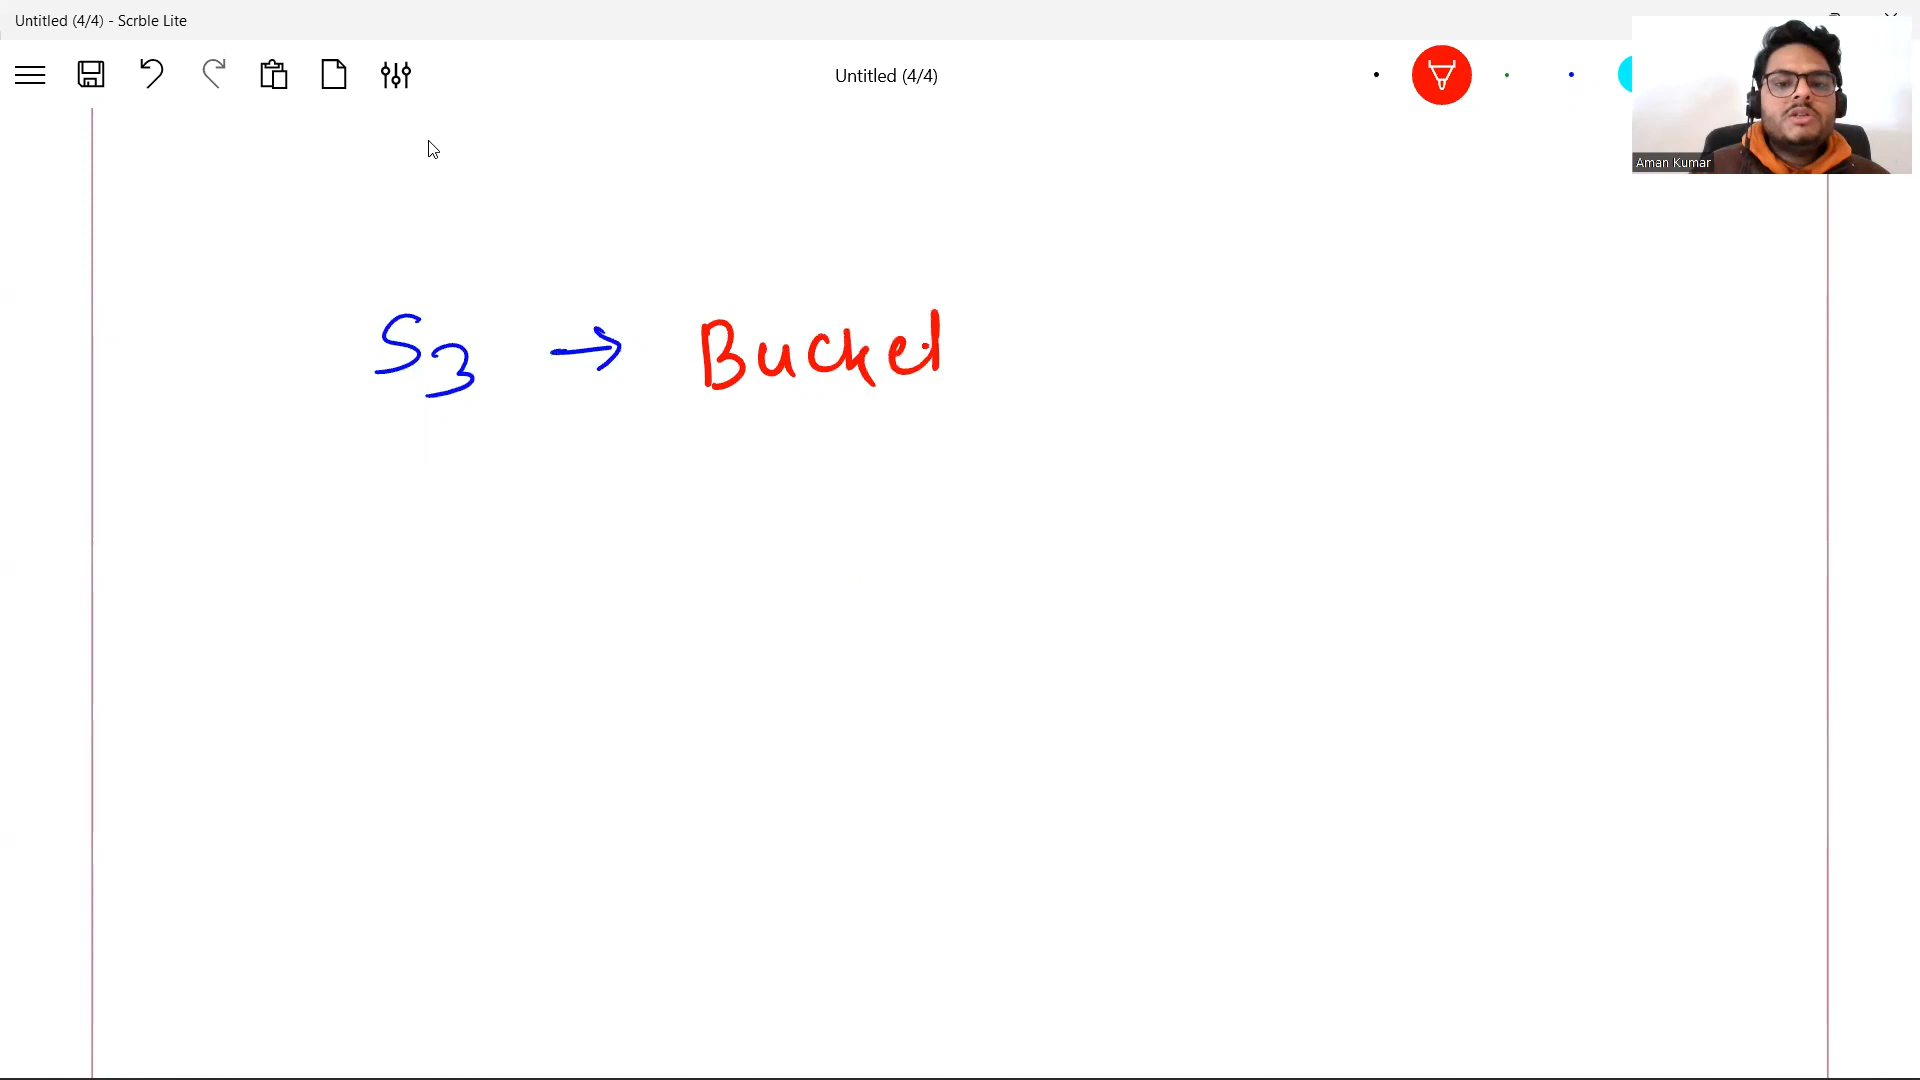 Untitled (4/4) - Scrble Lite
Untitled (4/4)
Aman Kumar
S3 → Bucket